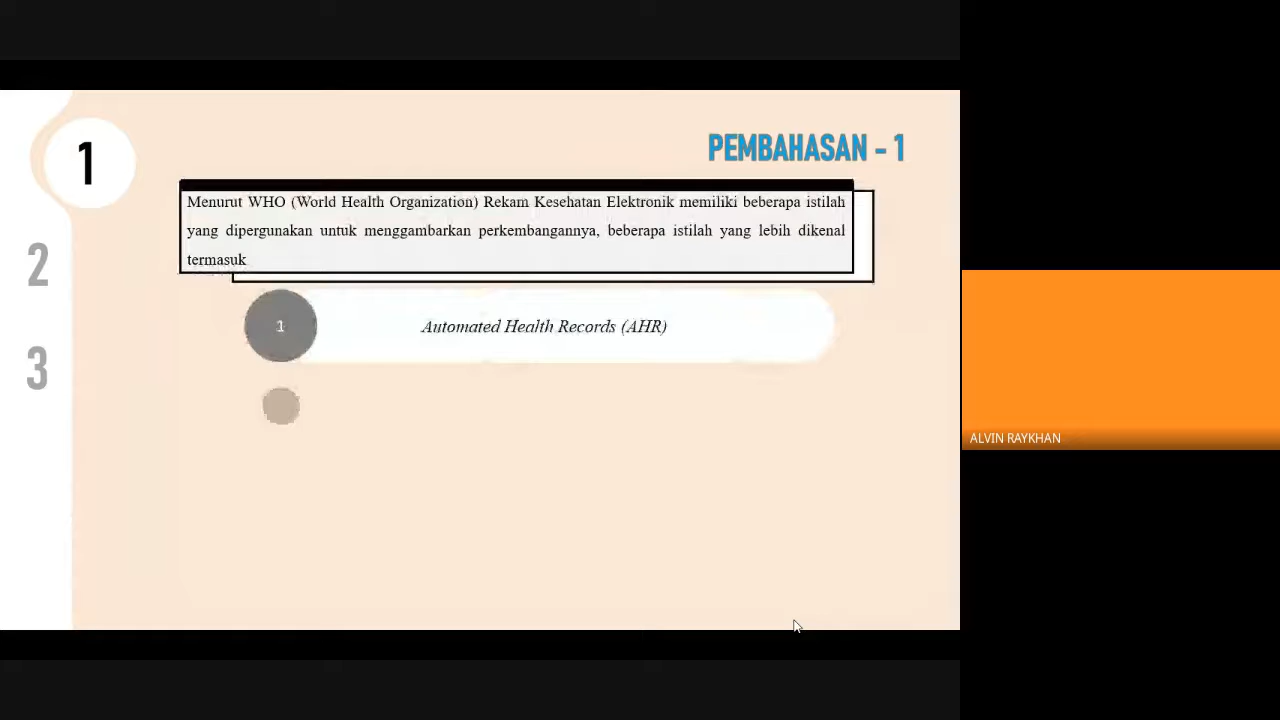 1
PEMBAHASAN - 1
Menurut WHO (World Health Organization) Rekam Kesehatan Elektronik memiliki beberapa istilah
yang dipergunakan untuk menggambarkan perkembangannya, beberapa istilah yang lebih dikenal
termasuk
2
1
Automated Health Records (AHR)
3
ALVIN RAYKHAN